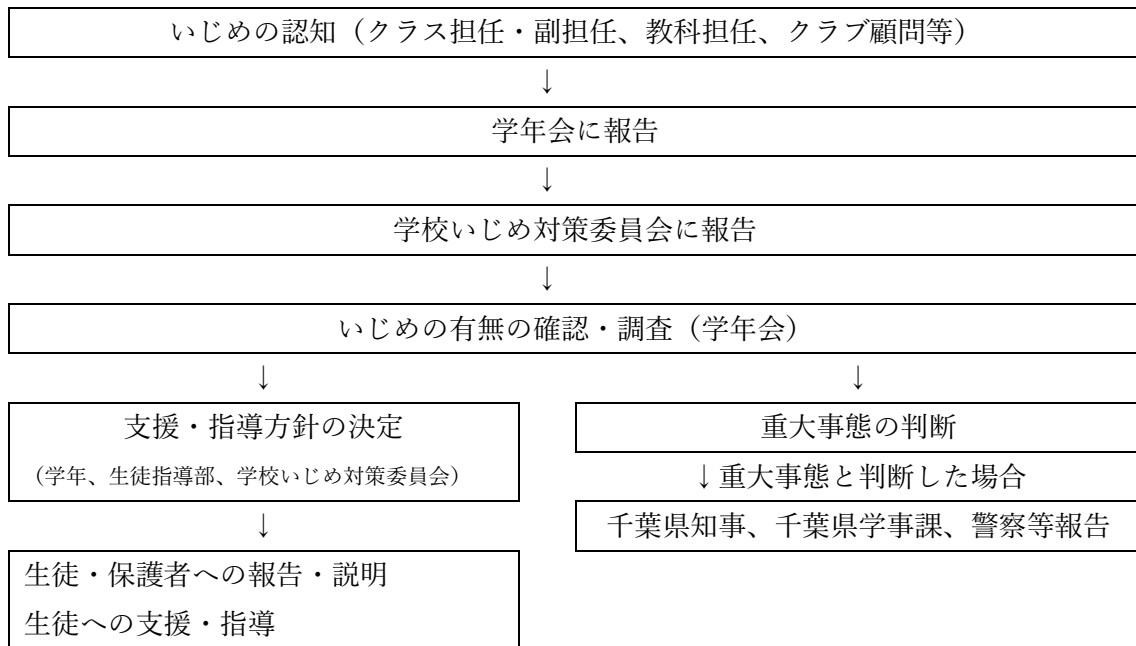 いじめの認知（クラス担任・副担任、教科担任、クラブ顧問等）
↓
学年会に報告
↓
学校いじめ対策委員会に報告
↓
いじめの有無の確認・調査（学年会）
↓
支援・指導方針の決定
（学年、生徒指導部、学校いじめ対策委員会）
↓
生徒・保護者への報告・説明
生徒への支援・指導
↓
重大事態の判断
↓重大事態と判断した場合
千葉県知事、千葉県学事課、警察等報告